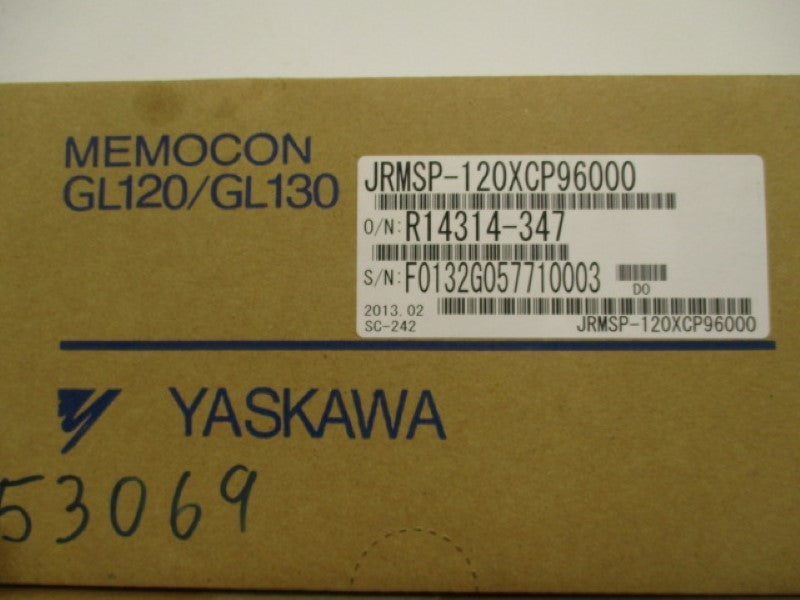 MEMOCON
GL120/GL130
JRMSP-120XCP96000
O/N: R14314-347
S/N: F0132G057710003
D0
2013.02
SC-242
JRMSP-120XCP96000
YASKAWA
53069